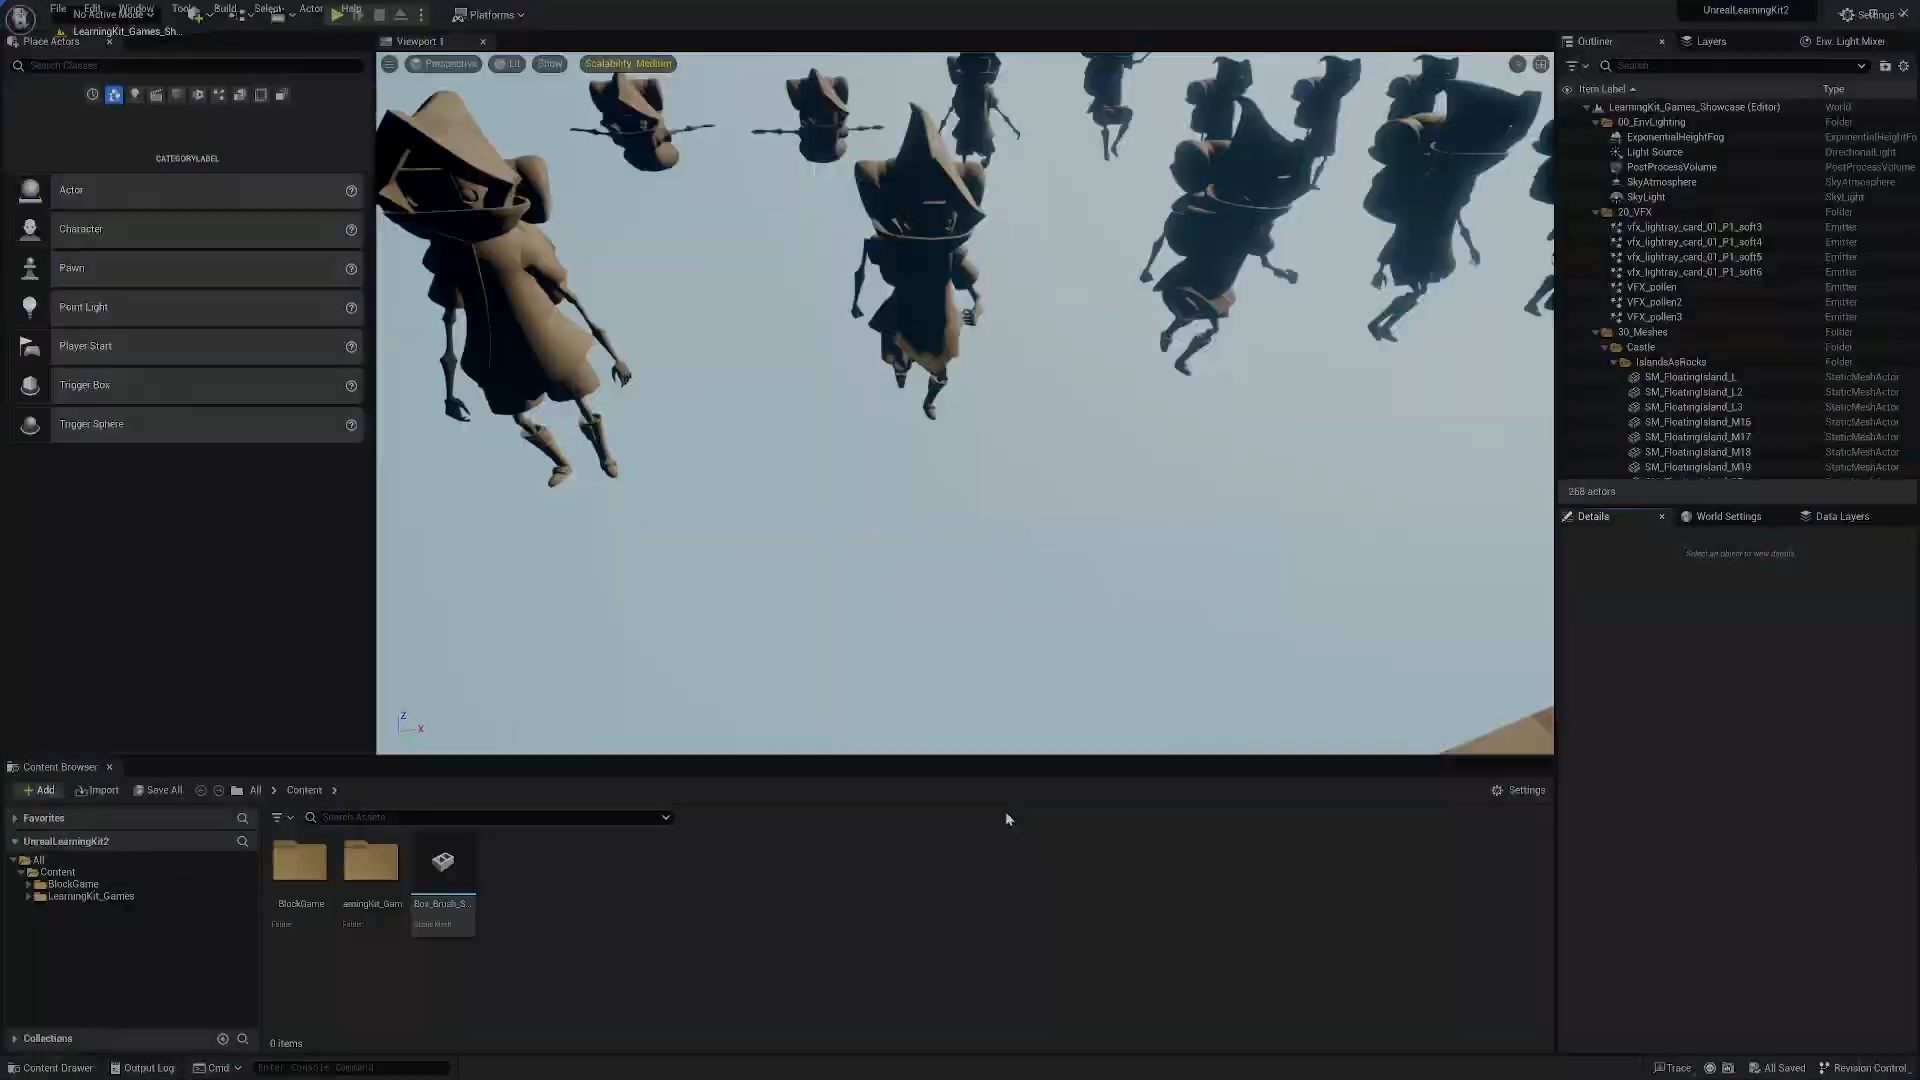 File Edit Window Tools Build Select Actor Help
No Active Mode
Platforms
UnrealLearningKit2
Settings
LearningKit_Games_Sh...
Place Actors
Viewport 1
Outliner
Layers
Env. Light Mixer
Search Classes
Perspective
Lit
Show
Scalability: Medium
Search...
Item Label
Type
LearningKit_Games_Showcase (Editor) World
00_EnvLighting Folder
ExponentialHeightFog ExponentialHeightFo
Light Source DirectionalLight
PostProcessVolume PostProcessVolume
SkyAtmosphere SkyAtmosphere
SkyLight SkyLight
20_VFX Folder
vfx_lightray_card_01_P1_soft3 Emitter
vfx_lightray_card_01_P1_soft4 Emitter
vfx_lightray_card_01_P1_soft5 Emitter
vfx_lightray_card_01_P1_soft6 Emitter
VFX_pollen Emitter
VFX_pollen2 Emitter
VFX_pollen3 Emitter
30_Meshes Folder
Castle Folder
IslandsAsRocks Folder
SM_FloatingIsland_L StaticMeshActor
SM_FloatingIsland_L2 StaticMeshActor
SM_FloatingIsland_L3 StaticMeshActor
SM_FloatingIsland_M16 StaticMeshActor
SM_FloatingIsland_M17 StaticMeshActor
SM_FloatingIsland_M18 StaticMeshActor
SM_FloatingIsland_M19 StaticMeshActor
268 actors
CATEGORYLABEL
Actor
Character
Pawn
Point Light
Player Start
Trigger Box
Trigger Sphere
Details
World Settings
Data Layers
Select an object to view details.
Z
X
Content Browser
Add
Import
Save All
All
Content
Settings
Favorites
Search Assets
UnrealLearningKit2
All
Content
BlockGame
LearningKit_Games
BlockGame
Folder
arningKit_Gam
Folder
Box_Brush_S...
Static Mesh
Collections
0 items
Content Drawer
Output Log
Cmd
Enter Console Command
Trace
All Saved
Revision Control